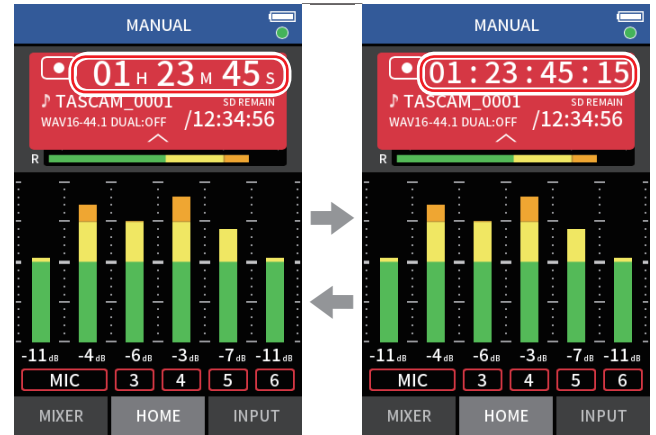 MANUAL
01 H 23 M 45 S
♪ TASCAM_0001 SD REMAIN
WAV16-44.1 DUAL:OFF /12:34:56
R
-11 dB -4 dB -6 dB -3 dB -7 dB -11 dB
MIC 3 4 5 6
MIXER HOME INPUT
MANUAL
01:23:45:15
♪ TASCAM_0001 SD REMAIN
WAV16-44.1 DUAL:OFF /12:34:56
R
-11 dB -4 dB -6 dB -3 dB -7 dB -11 dB
MIC 3 4 5 6
MIXER HOME INPUT